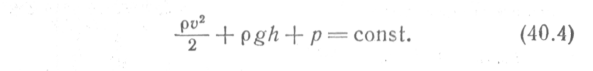 ρv²/2 + ρgh + p = const. (40.4)